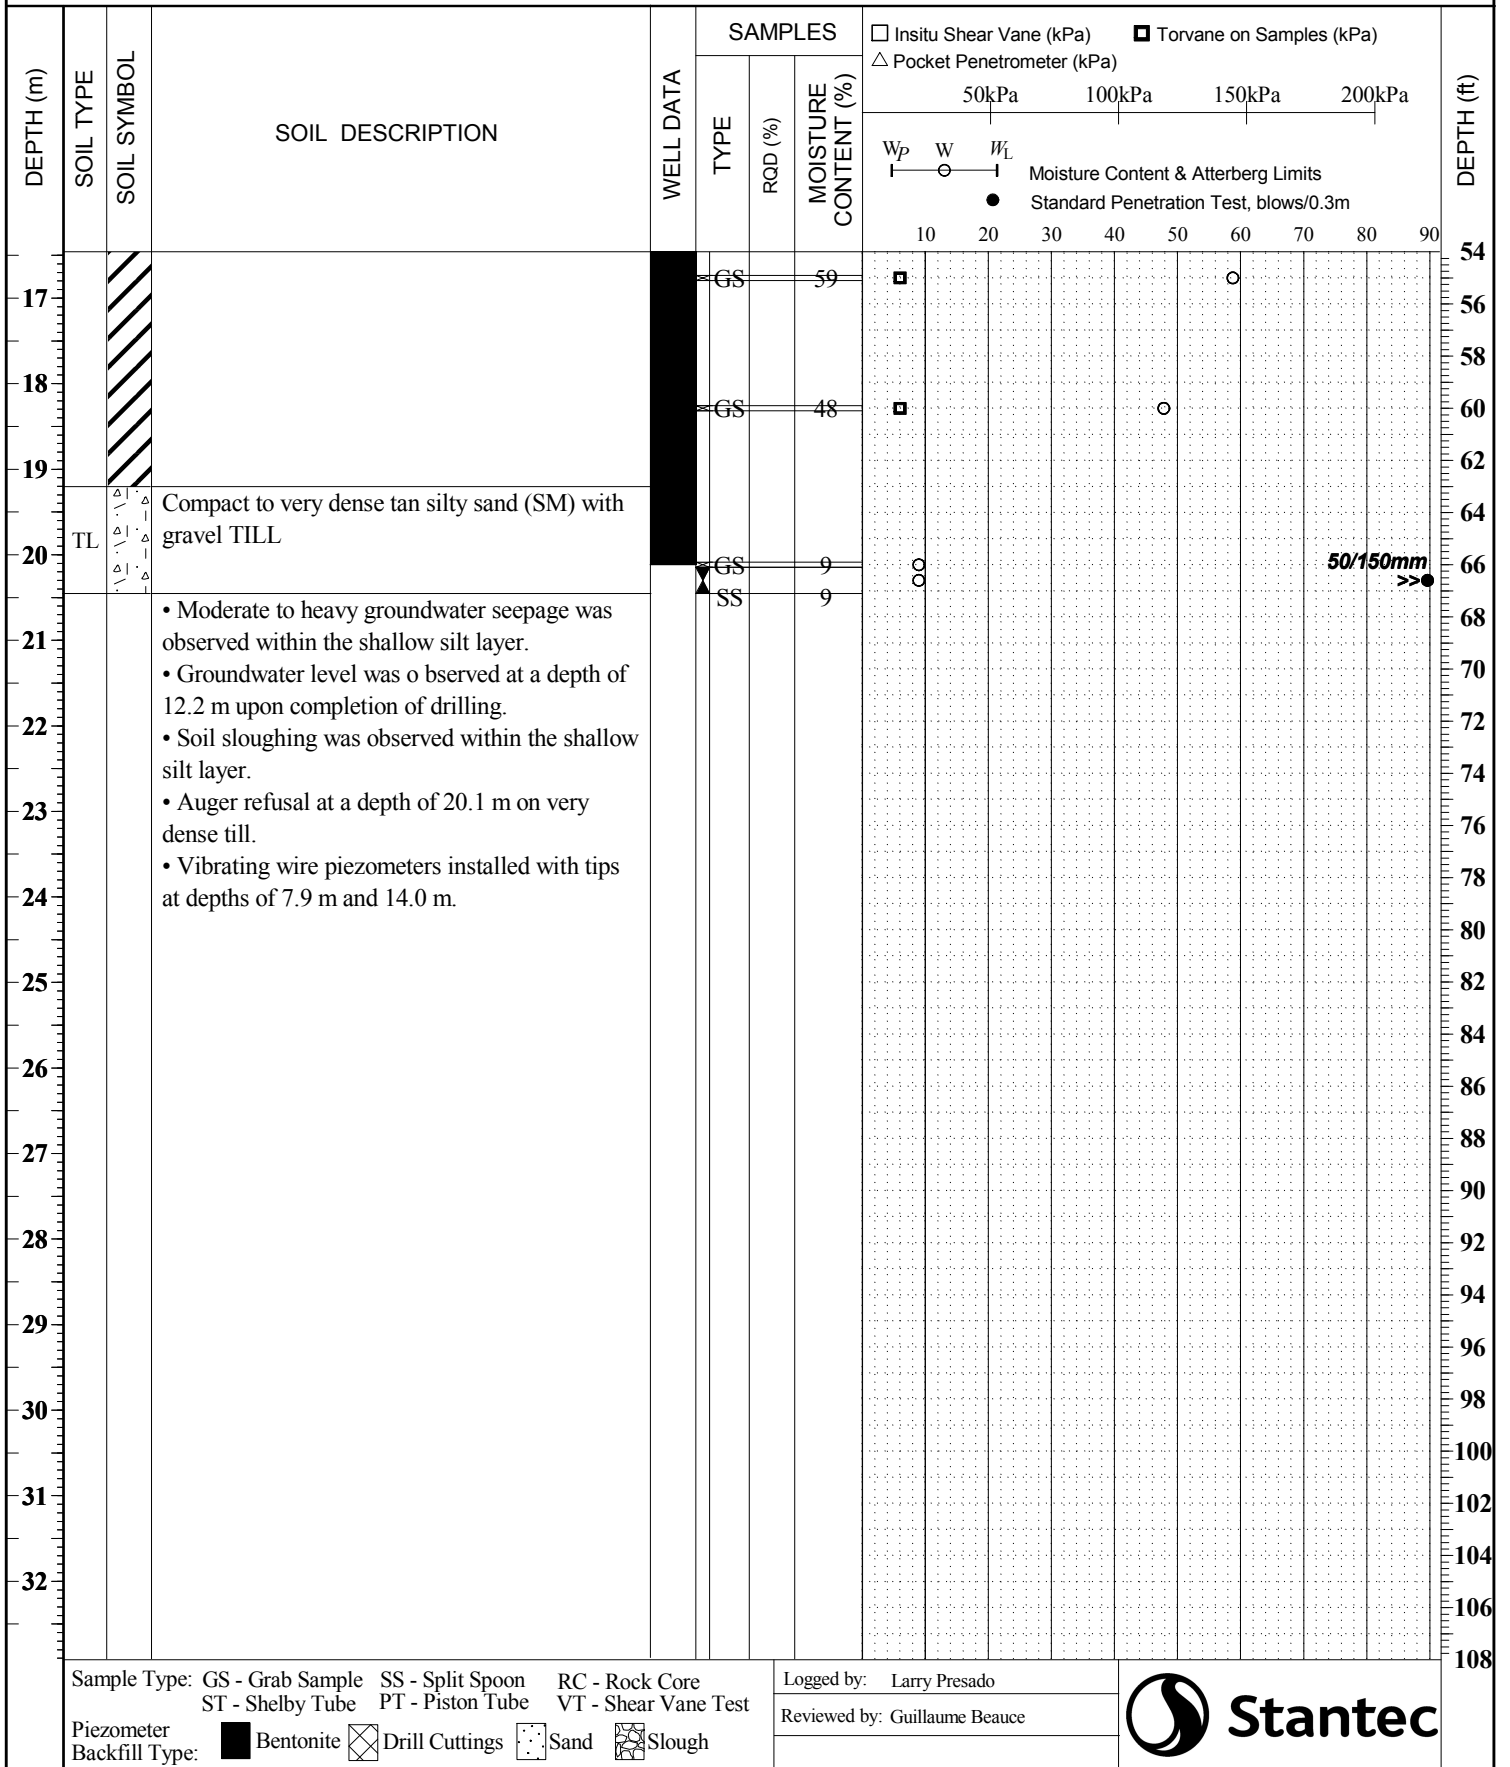 DEPTH (m)
SOIL TYPE
SOIL SYMBOL
SOIL DESCRIPTION
WELL DATA
SAMPLES
TYPE
RQD (%)
MOISTURE
CONTENT (%)
Insitu Shear Vane (kPa) Torvane on Samples (kPa)
Pocket Penetrometer (kPa)
50kPa 100kPa 150kPa 200kPa
WP W WL
Moisture Content & Atterberg Limits
Standard Penetration Test, blows/0.3m
10 20 30 40 50 60 70 80 90
DEPTH (ft)
54
GS 59
17
56
58
18
GS 48
60
19
62
Compact to very dense tan silty sand (SM) with
gravel TILL
TL
64
20
GS 9
50/150mm
66
>>
SS 9
• Moderate to heavy groundwater seepage was
observed within the shallow silt layer.
68
21
• Groundwater level was o bserved at a depth of
12.2 m upon completion of drilling.
70
22
72
• Soil sloughing was observed within the shallow
silt layer.
74
• Auger refusal at a depth of 20.1 m on very
dense till.
23
76
• Vibrating wire piezometers installed with tips
at depths of 7.9 m and 14.0 m.
78
24
80
25
82
84
26
86
27
88
90
28
92
94
29
96
30
98
100
31
102
104
32
106
108
Sample Type: GS - Grab Sample SS - Split Spoon RC - Rock Core
ST - Shelby Tube PT - Piston Tube VT - Shear Vane Test
Piezometer
Backfill Type: Bentonite Drill Cuttings Sand Slough
Logged by: Larry Presado
Reviewed by: Guillaume Beauce
Stantec